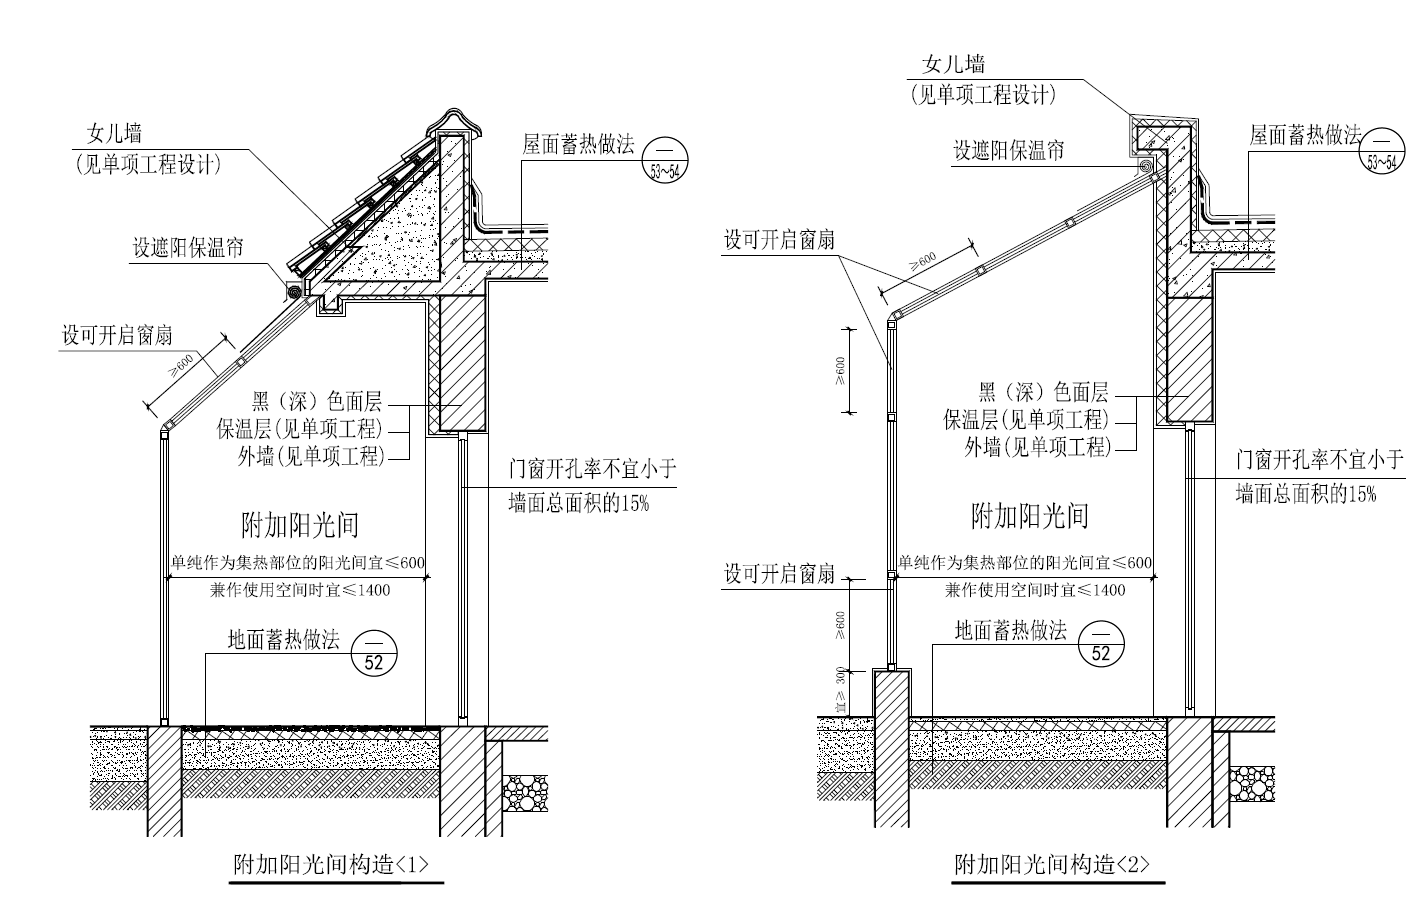 女儿墙
(见单项工程设计)
设遮阳保温帘
设可开启窗扇
≥600
屋面蓄热做法
一
53~54
黑（深）色面层
保温层(见单项工程)
外墙(见单项工程)
门窗开孔率不宜小于
墙面总面积的15%
附加阳光间
单纯作为集热部位的阳光间宜≤600
兼作使用空间时宜≤1400
地面蓄热做法
一
52
附加阳光间构造<1>
女儿墙
(见单项工程设计)
设遮阳保温帘
屋面蓄热做法
一
53~54
设可开启窗扇
≥600
≥600
黑（深）色面层
保温层(见单项工程)
外墙(见单项工程)
门窗开孔率不宜小于
墙面总面积的15%
附加阳光间
单纯作为集热部位的阳光间宜≤600
兼作使用空间时宜≤1400
设可开启窗扇
≥600
宜≥300
地面蓄热做法
一
52
附加阳光间构造<2>